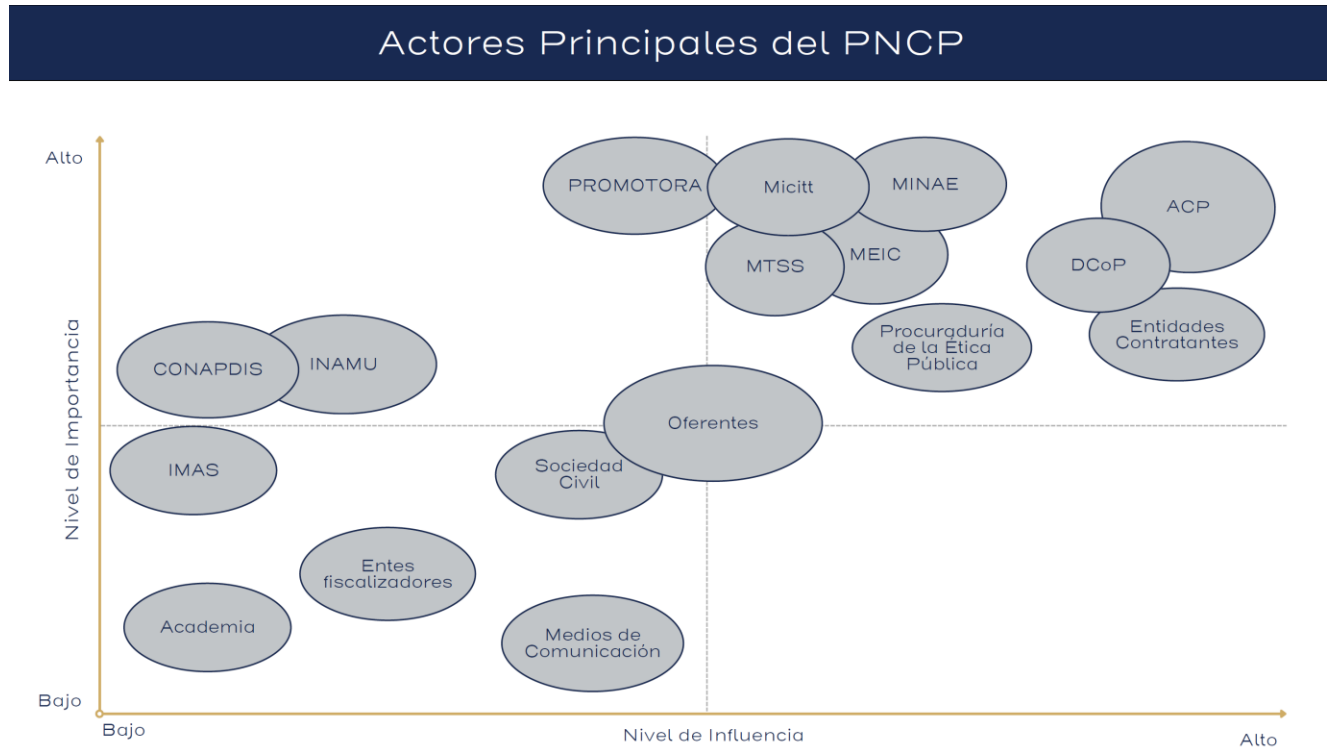 Actores Principales del PNCP
Alto
PROMOTORA
Micitt
MINAE
ACP
MTSS
MEIC
DCoP
Procuraduría
de la Ética
Pública
Entidades
Contratantes
CONAPDIS
INAMU
Oferentes
IMAS
Sociedad
Civil
Entes
fiscalizadores
Academia
Medios de
Comunicación
Nivel de Importancia
Bajo
Bajo
Nivel de Influencia
Alto